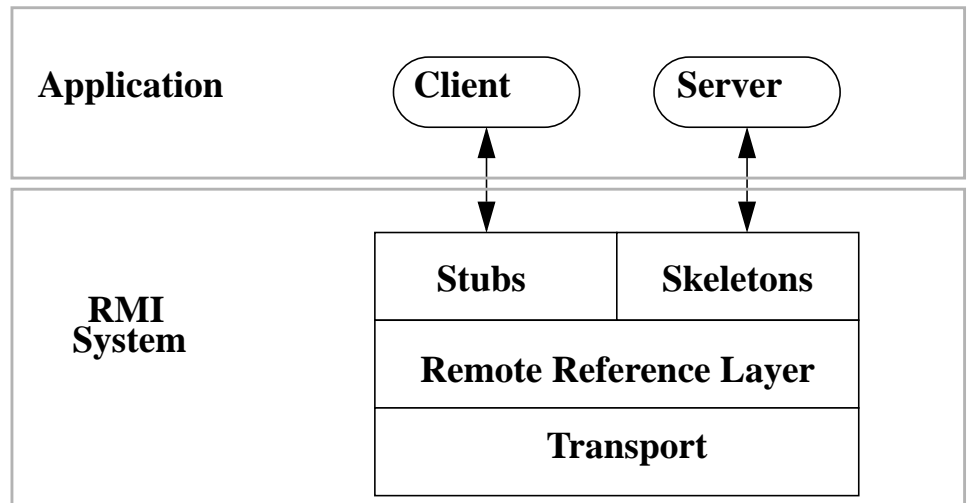 Application
Client
Server
Stubs
Skeletons
RMI
System
Remote Reference Layer
Transport